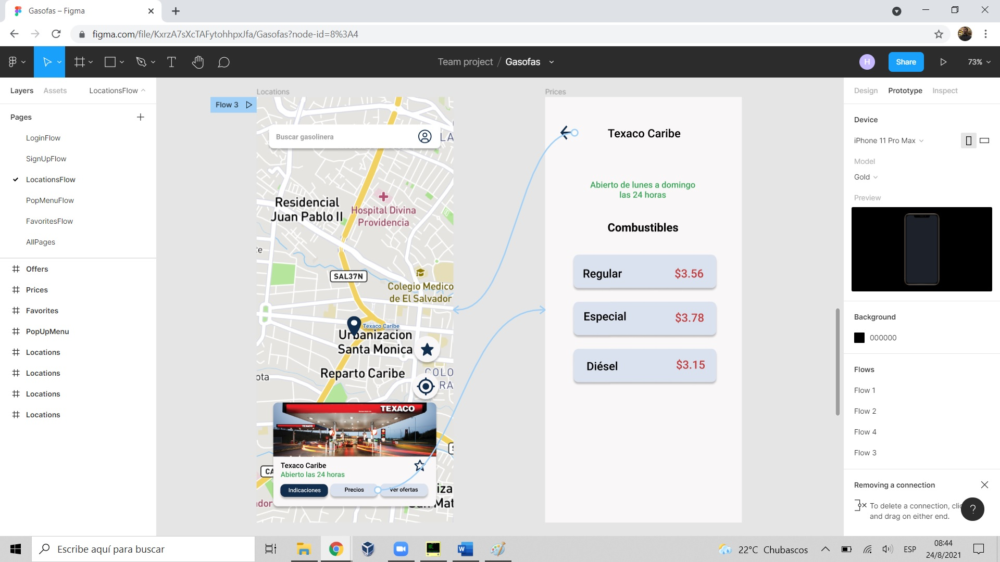 Gasofas – Figma
figma.com/file/KxrzA7sXcTAFytohhpxJfa/Gasofas?node-id=8%3A4
Team project / Gasofas
H
Share
73%
Layers
Assets
LocationsFlow
Pages
LoginFlow
SignUpFlow
LocationsFlow
PopMenuFlow
FavoritesFlow
AllPages
Offers
Prices
Favorites
PopUpMenu
Locations
Locations
Locations
Locations
Locations
Flow 3
Buscar gasolinera
LA
Residencial
Juan Pablo II
Hospital Divina
Providencia
te
SAL37N
Colegio Medico
de El Salvador
Texaco Caribe
Urbanizacion
Santa Monica
Reparto Caribe
COLO
RA
ota
TEXACO
TEXACO
CA
Texaco Caribe
Abierto las 24 horas
Indicaciones
Precios
Ver ofertas
iza
San Mat
dor
Prices
Texaco Caribe
Abierto de lunes a domingo
las 24 horas
Combustibles
Regular $3.56
Especial $3.78
Diésel $3.15
Design
Prototype
Inspect
Device
iPhone 11 Pro Max
Model
Gold
Preview
Background
000000
Flows
Flow 1
Flow 2
Flow 4
Flow 3
Removing a connection
To delete a connection, clic
and drag on either end.
?
Escribe aquí para buscar
22°C Chubascos
ESP
08:44
24/8/2021